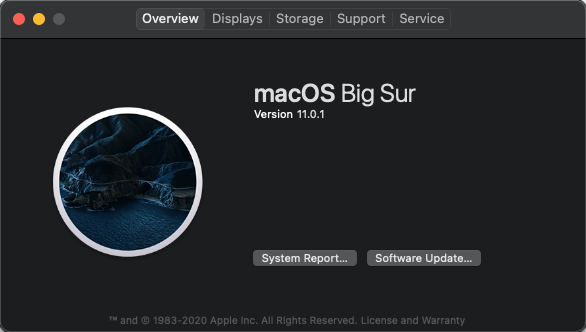 Overview Displays Storage Support Service
macOS Big Sur
Version 11.0.1
System Report... Software Update...
™ and © 1983-2020 Apple Inc. All Rights Reserved. License and Warranty